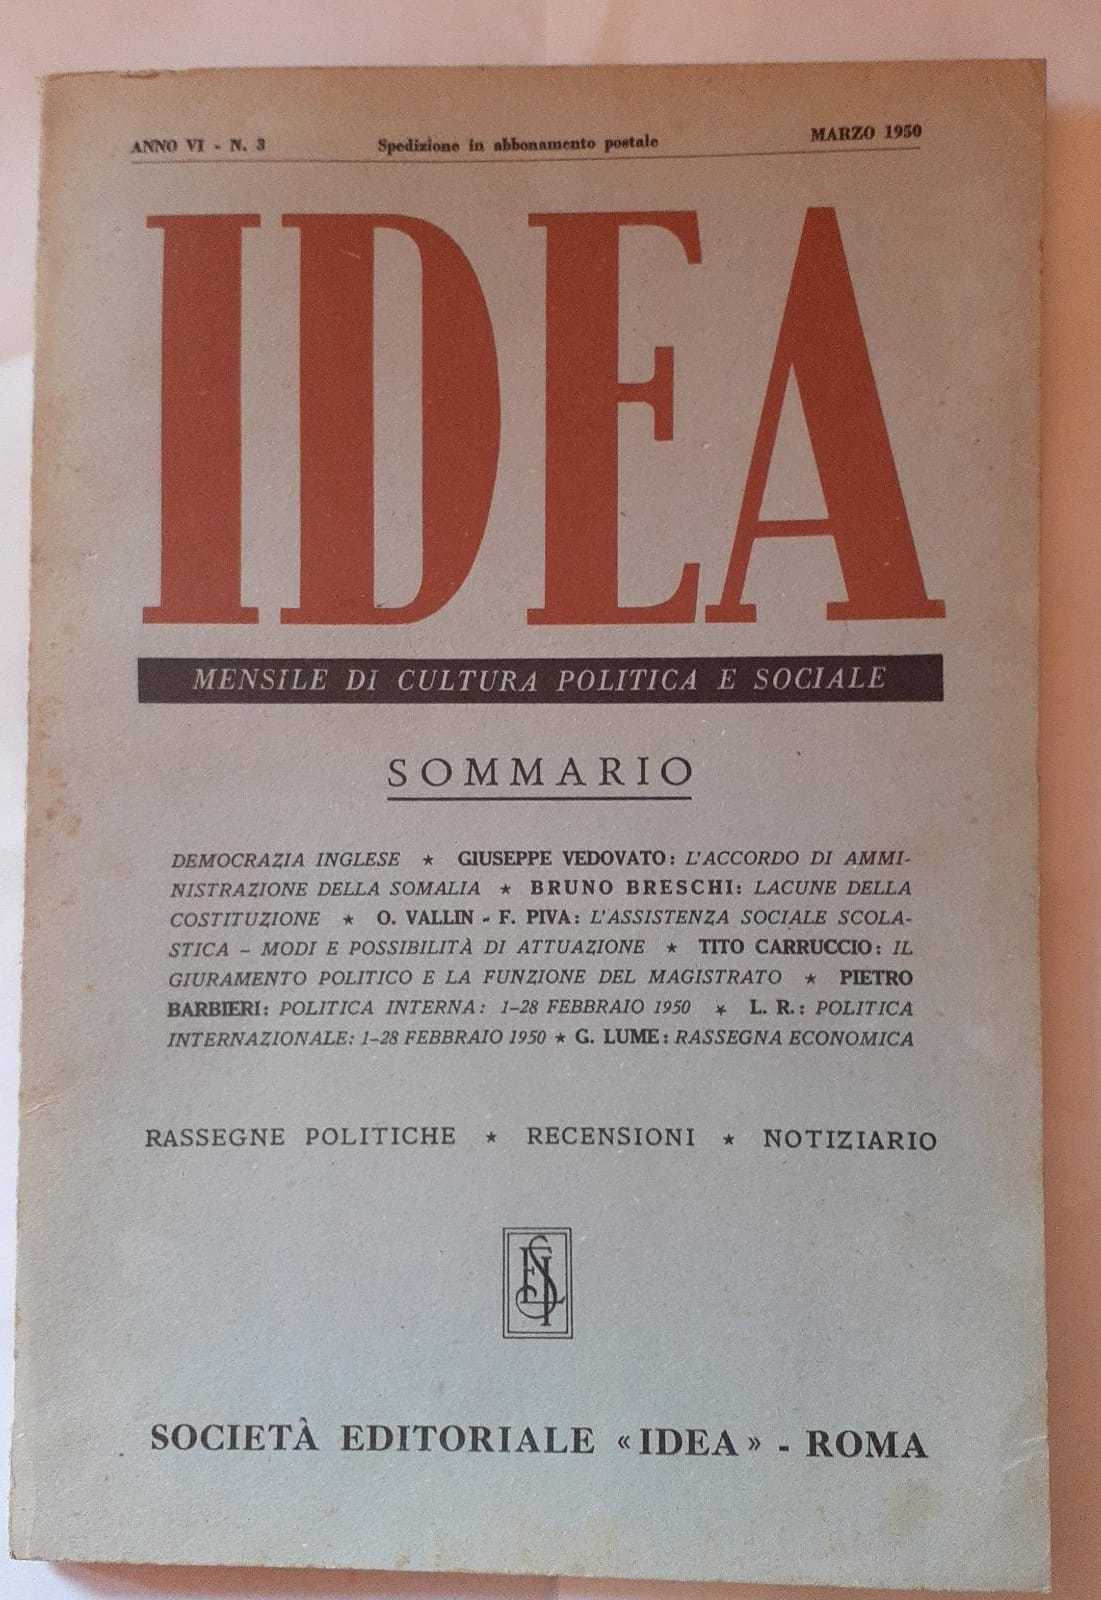 ANNO VI - N. 3 Spedizione in abbonamento postale MARZO 1950
IDEA
MENSILE DI CULTURA POLITICA E SOCIALE
SOMMARIO
DEMOCRAZIA INGLESE ★ GIUSEPPE VEDOVATO: L'ACCORDO DI AMMI-
NISTRAZIONE DELLA SOMALIA ★ BRUNO BRESCHI: LACUNE DELLA
COSTITUZIONE ★ O. VALLIN - F. PIVA: L'ASSISTENZA SOCIALE SCOLA-
STICA - MODI E POSSIBILITÀ DI ATTUAZIONE ★ TITO CARRUCCIO: IL
GIURAMENTO POLITICO E LA FUNZIONE DEL MAGISTRATO ★ PIETRO
BARBIERI: POLITICA INTERNA: 1-28 FEBBRAIO 1950 ★ L. R.: POLITICA
INTERNAZIONALE: 1-28 FEBBRAIO 1950 ★ G. LUME: RASSEGNA ECONOMICA
RASSEGNE POLITICHE ★ RECENSIONI ★ NOTIZIARIO
SOCIETÀ EDITORIALE «IDEA» - ROMA